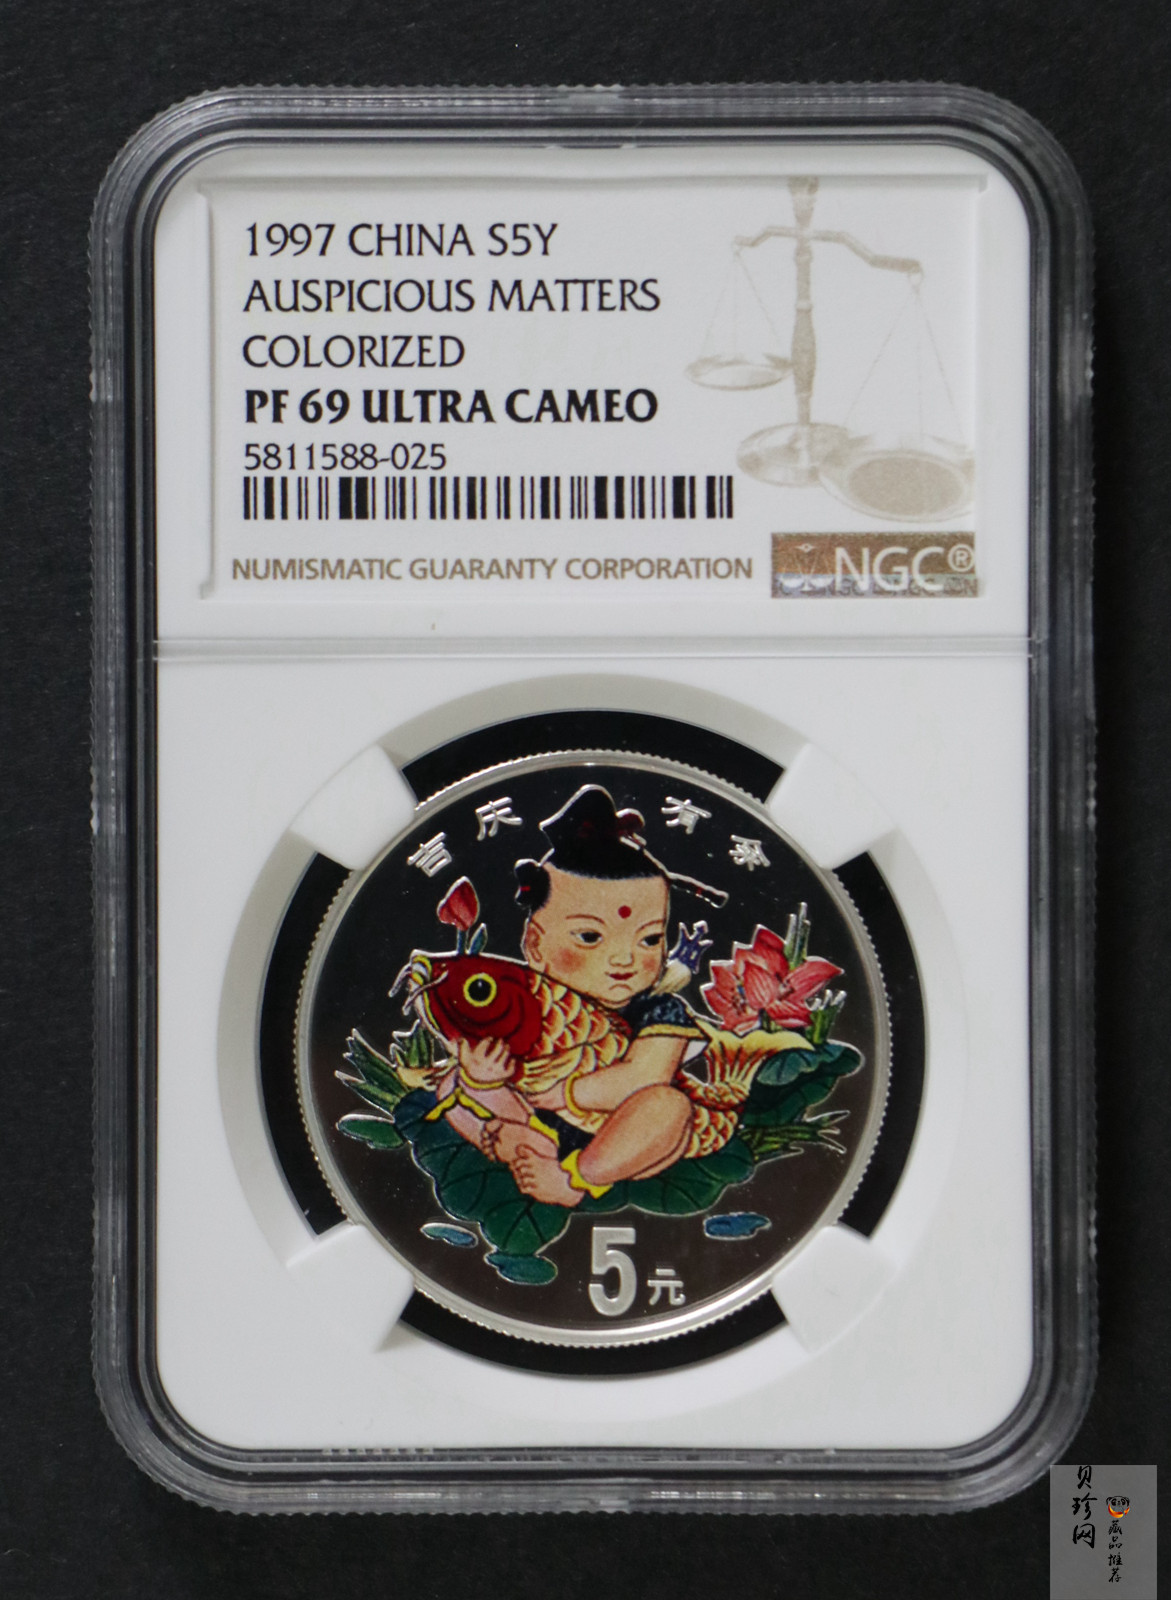 1997 CHINA S5Y
AUSPICIOUS MATTERS
COLORIZED
PF 69 ULTRA CAMEO
5811588-025
NUMISMATIC GUARANTY CORPORATION
NGC®
吉庆有余
5元
贝珍网
藏品推荐